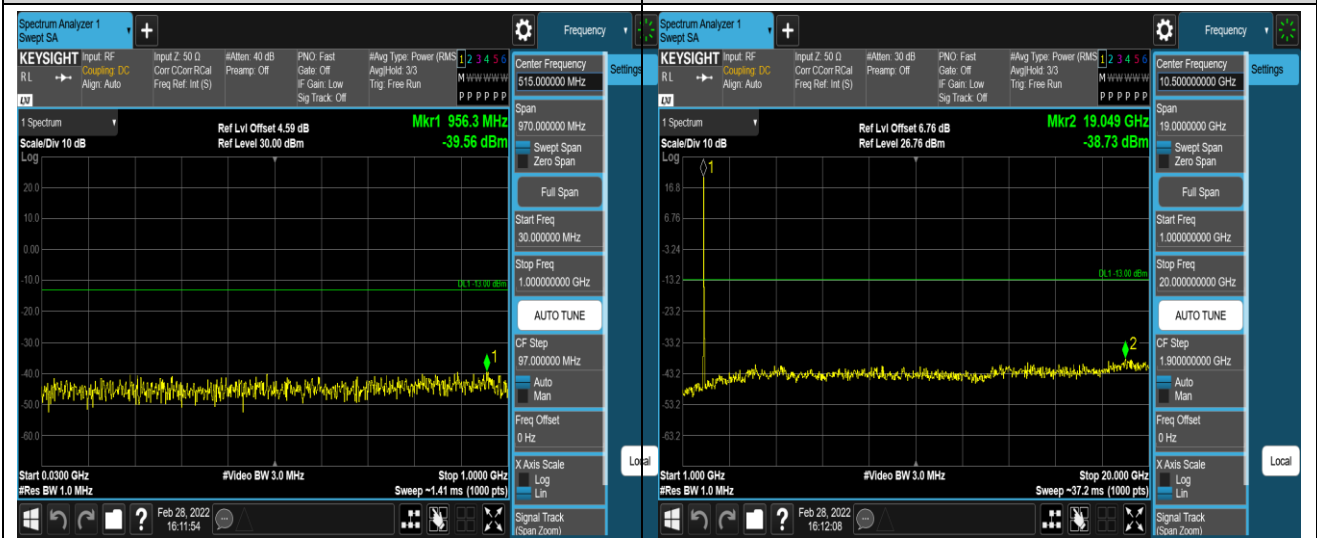 Spectrum Analyzer 1
Swept SA
+
Frequency
KEYSIGHT
RL
LXI
Input: RF
Coupling: DC
Align: Auto
Input Z: 50 Ω
Corr CCorr RCal
Freq Ref: Int (S)
#Atten: 40 dB
Preamp: Off
PNO: Fast
Gate: Off
IF Gain: Low
Sig Track: Off
#Avg Type: Power (RMS
Avg|Hold: 3/3
Trig: Free Run
1 2 3 4 5 6
M W W W W W
P P P P P P
Center Frequency
515.000000 MHz
Settings
1 Spectrum
Scale/Div 10 dB
Log
Ref Lvl Offset 4.59 dB
Ref Level 30.00 dBm
Mkr1 956.3 MHz
-39.56 dBm
Span
970.000000 MHz
Swept Span
Zero Span
Full Span
Start Freq
30.000000 MHz
Stop Freq
1.000000000 GHz
AUTO TUNE
CF Step
97.000000 MHz
Auto
Man
Freq Offset
0 Hz
X Axis Scale
Log
Lin
Signal Track
(Span Zoom)
Local
20.0
10.0
0.00
-10.0
-20.0
-30.0
-40.0
-50.0
-60.0
DL1 -13.00 dBm
1
Start 0.0300 GHz
#Res BW 1.0 MHz
#Video BW 3.0 MHz
Stop 1.0000 GHz
Sweep ~1.41 ms (1000 pts)
?
Feb 28, 2022
16:11:54
Spectrum Analyzer 1
Swept SA
+
Frequency
KEYSIGHT
RL
LXI
Input: RF
Coupling: DC
Align: Auto
Input Z: 50 Ω
Corr CCorr RCal
Freq Ref: Int (S)
#Atten: 30 dB
Preamp: Off
PNO: Fast
Gate: Off
IF Gain: Low
Sig Track: Off
#Avg Type: Power (RMS
Avg|Hold: 3/3
Trig: Free Run
1 2 3 4 5 6
M W W W W W
P P P P P P
Center Frequency
10.500000000 GHz
Settings
1 Spectrum
Scale/Div 10 dB
Log
Ref Lvl Offset 6.76 dB
Ref Level 26.76 dBm
Mkr2 19.049 GHz
-38.73 dBm
Span
19.0000000 GHz
Swept Span
Zero Span
Full Span
Start Freq
1.000000000 GHz
Stop Freq
20.000000000 GHz
AUTO TUNE
CF Step
1.900000000 GHz
Auto
Man
Freq Offset
0 Hz
X Axis Scale
Log
Lin
Signal Track
(Span Zoom)
Local
1
16.8
6.76
-3.24
-13.2
-23.2
-33.2
-43.2
-53.2
-63.2
DL1 -13.00 dBm
2
Start 1.000 GHz
#Res BW 1.0 MHz
#Video BW 3.0 MHz
Stop 20.000 GHz
Sweep ~37.2 ms (1000 pts)
?
Feb 28, 2022
16:12:08